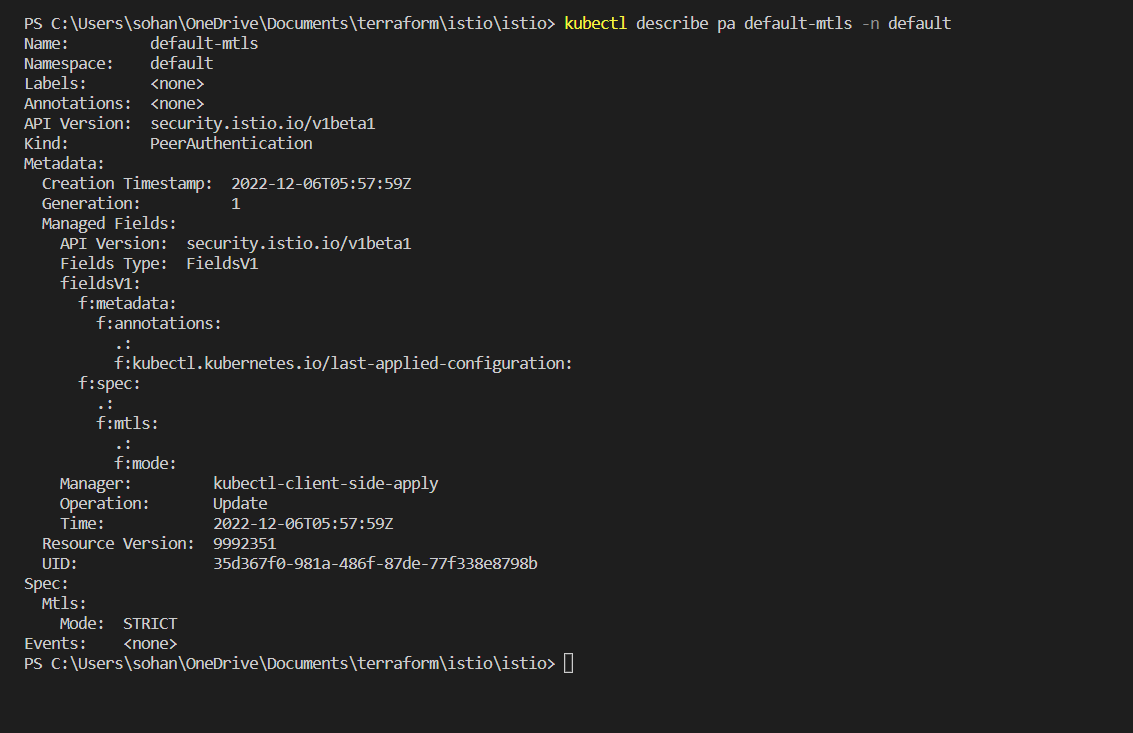 PS C:\Users\sohan\OneDrive\Documents\terraform\istio\istio> kubectl describe pa default-mtls -n default
Name:         default-mtls
Namespace:    default
Labels:       <none>
Annotations:  <none>
API Version:  security.istio.io/v1beta1
Kind:         PeerAuthentication
Metadata:
  Creation Timestamp:  2022-12-06T05:57:59Z
  Generation:          1
  Managed Fields:
    API Version:  security.istio.io/v1beta1
    Fields Type:  FieldsV1
    fieldsV1:
      f:metadata:
        f:annotations:
          .:
          f:kubectl.kubernetes.io/last-applied-configuration:
      f:spec:
        .:
        f:mtls:
          .:
          f:mode:
    Manager:         kubectl-client-side-apply
    Operation:       Update
    Time:            2022-12-06T05:57:59Z
  Resource Version:  9992351
  UID:               35d367f0-981a-486f-87de-77f338e8798b
Spec:
  Mtls:
    Mode:  STRICT
Events:    <none>
PS C:\Users\sohan\OneDrive\Documents\terraform\istio\istio>